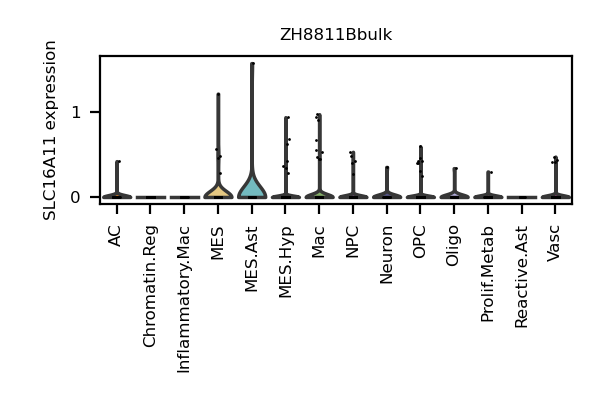 ZH8811Bbulk
SLC16A11 expression
1
0
AC
Chromatin.Reg
Inflammatory.Mac
MES
MES.Ast
MES.Hyp
Mac
NPC
Neuron
OPC
Oligo
Prolif.Metab
Reactive.Ast
Vasc